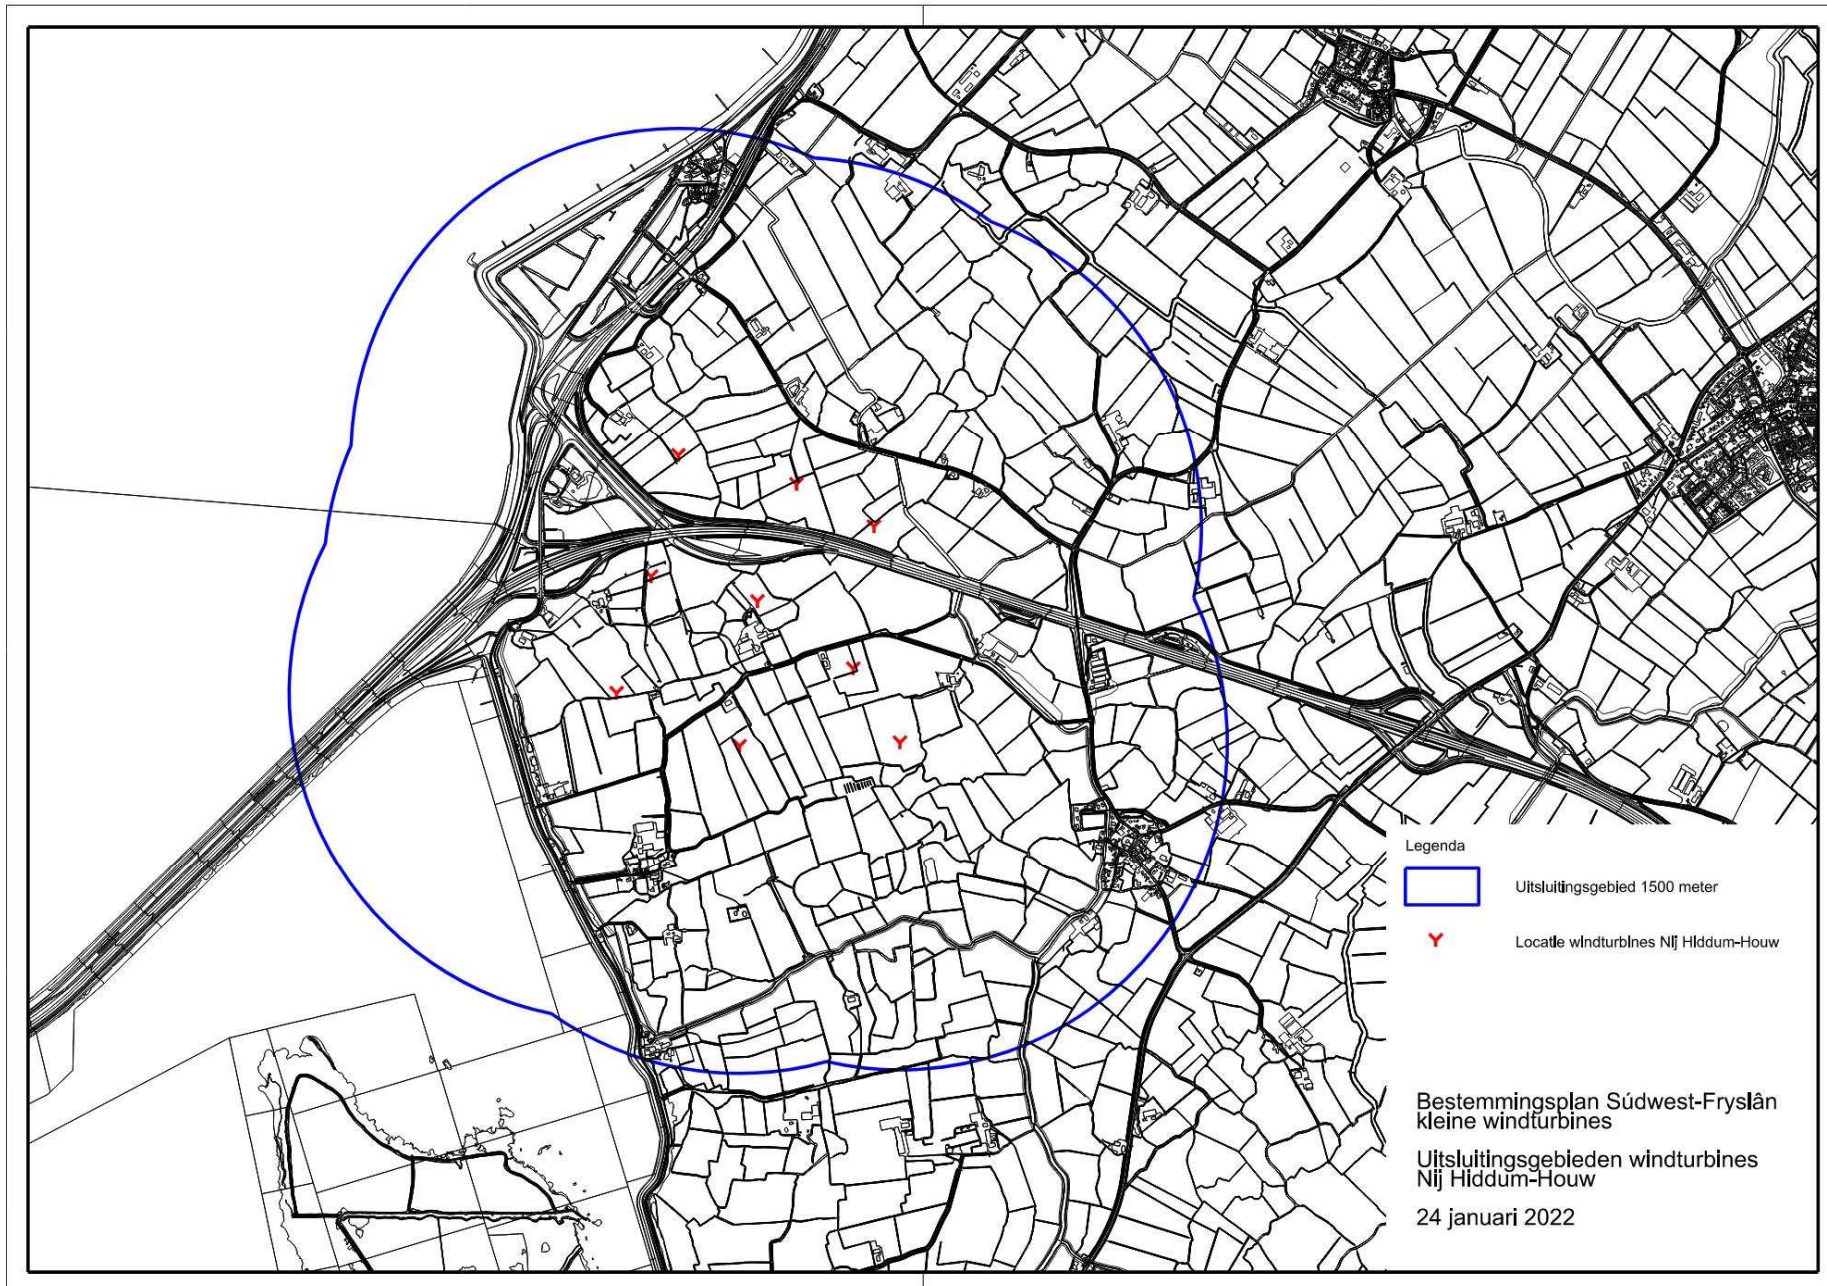 Legenda
Uitsluitingsgebied 1500 meter
Locatie windturbines Nij Hiddum-Houw
Bestemmingsplan Súdwest-Fryslân
kleine windturbines
Uitsluitingsgebieden windturbines
Nij Hiddum-Houw
24 januari 2022